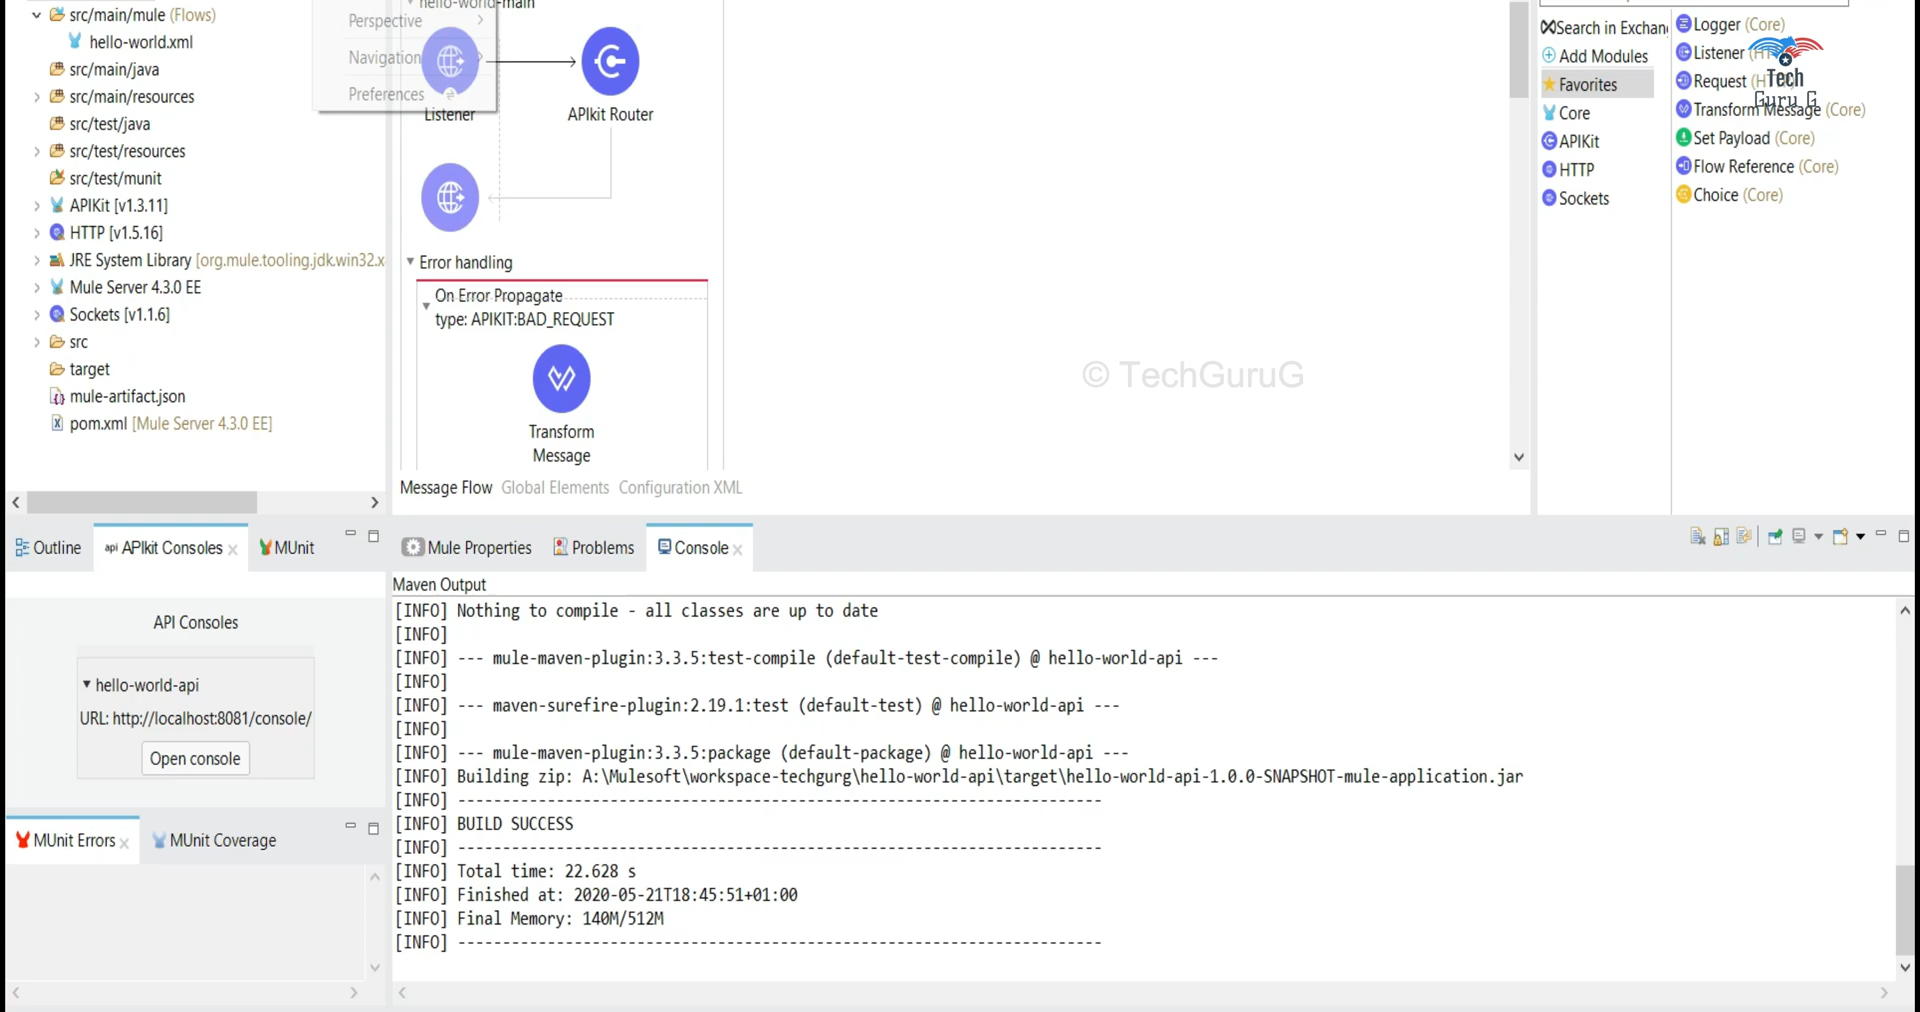 src/main/mule (Flows)
hello-world.xml
src/main/java
src/main/resources
src/test/java
src/test/resources
src/test/munit
APIKit [v1.3.11]
HTTP [v1.5.16]
JRE System Library [org.mule.tooling.jdk.win32.x
Mule Server 4.3.0 EE
Sockets [v1.1.6]
src
target
mule-artifact.json
pom.xml [Mule Server 4.3.0 EE]
Perspective
Navigation
Preferences
hello-world-main
Listener
APIkit Router
Error handling
On Error Propagate
type: APIKIT:BAD_REQUEST
Transform
Message
© TechGuruG
Message Flow Global Elements Configuration XML
Search in Exchan
Add Modules
Favorites
Core
APIKit
HTTP
Sockets
Logger (Core)
Listener (HT
Request (H
Transform Message (Core)
Set Payload (Core)
Flow Reference (Core)
Choice (Core)
Tech
Guru G
Outline
api APIkit Consoles
MUnit
API Consoles
hello-world-api
URL: http://localhost:8081/console/
Open console
MUnit Errors
MUnit Coverage
Mule Properties
Problems
Console
Maven Output
[INFO] Nothing to compile - all classes are up to date
[INFO]
[INFO] --- mule-maven-plugin:3.3.5:test-compile (default-test-compile) @ hello-world-api ---
[INFO]
[INFO] --- maven-surefire-plugin:2.19.1:test (default-test) @ hello-world-api ---
[INFO]
[INFO] --- mule-maven-plugin:3.3.5:package (default-package) @ hello-world-api ---
[INFO] Building zip: A:\Mulesoft\workspace-techgurg\hello-world-api\target\hello-world-api-1.0.0-SNAPSHOT-mule-application.jar
[INFO] ------------------------------------------------------------------------
[INFO] BUILD SUCCESS
[INFO] ------------------------------------------------------------------------
[INFO] Total time: 22.628 s
[INFO] Finished at: 2020-05-21T18:45:51+01:00
[INFO] Final Memory: 140M/512M
[INFO] ------------------------------------------------------------------------